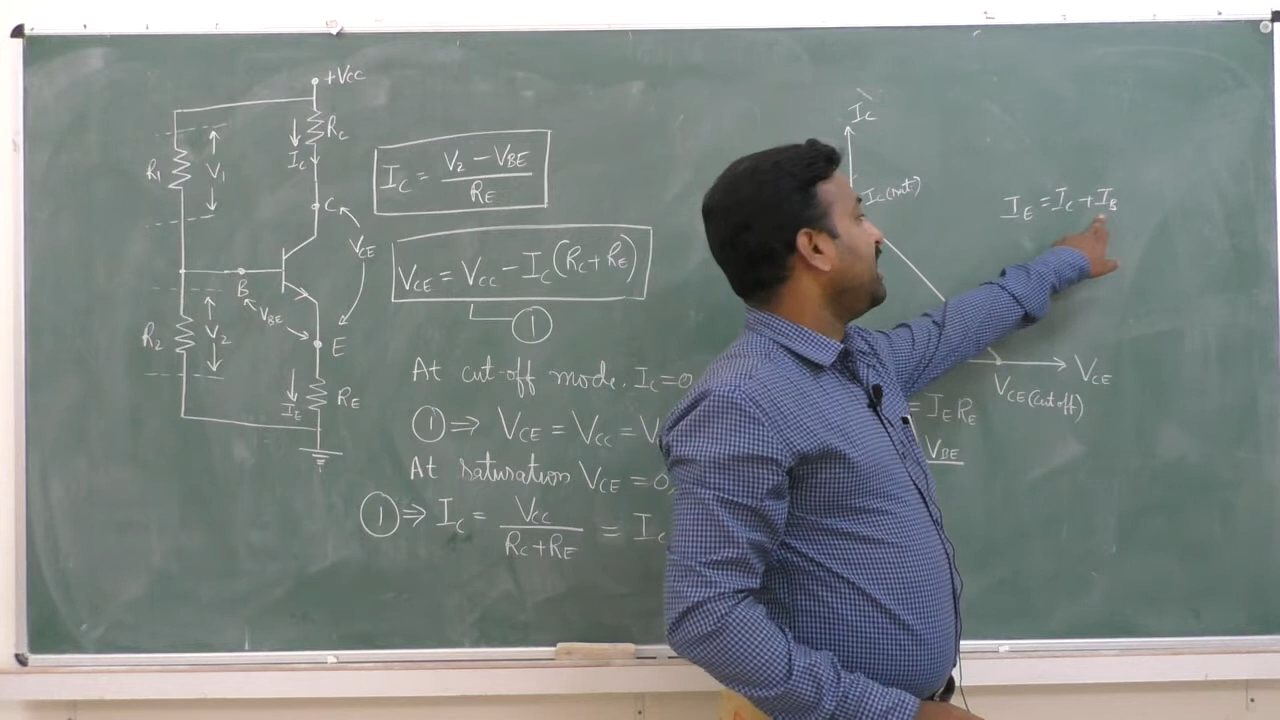 +VCC
RC
IC
R1
V1
C
VCE
B
VBE
R2
V2
E
IE
RE
IC = V2 - VBE / RE
VCE = VCC - IC (RC + RE)
1
At cut-off mode, IC = 0
1 ⇒ VCE = VCC = V
At saturation VCE = 0,
1 ⇒ IC = VCC / RC + RE = IC
IC
IE = IC + IB
VCE
VCE (cut off)
= IE RE
VBE